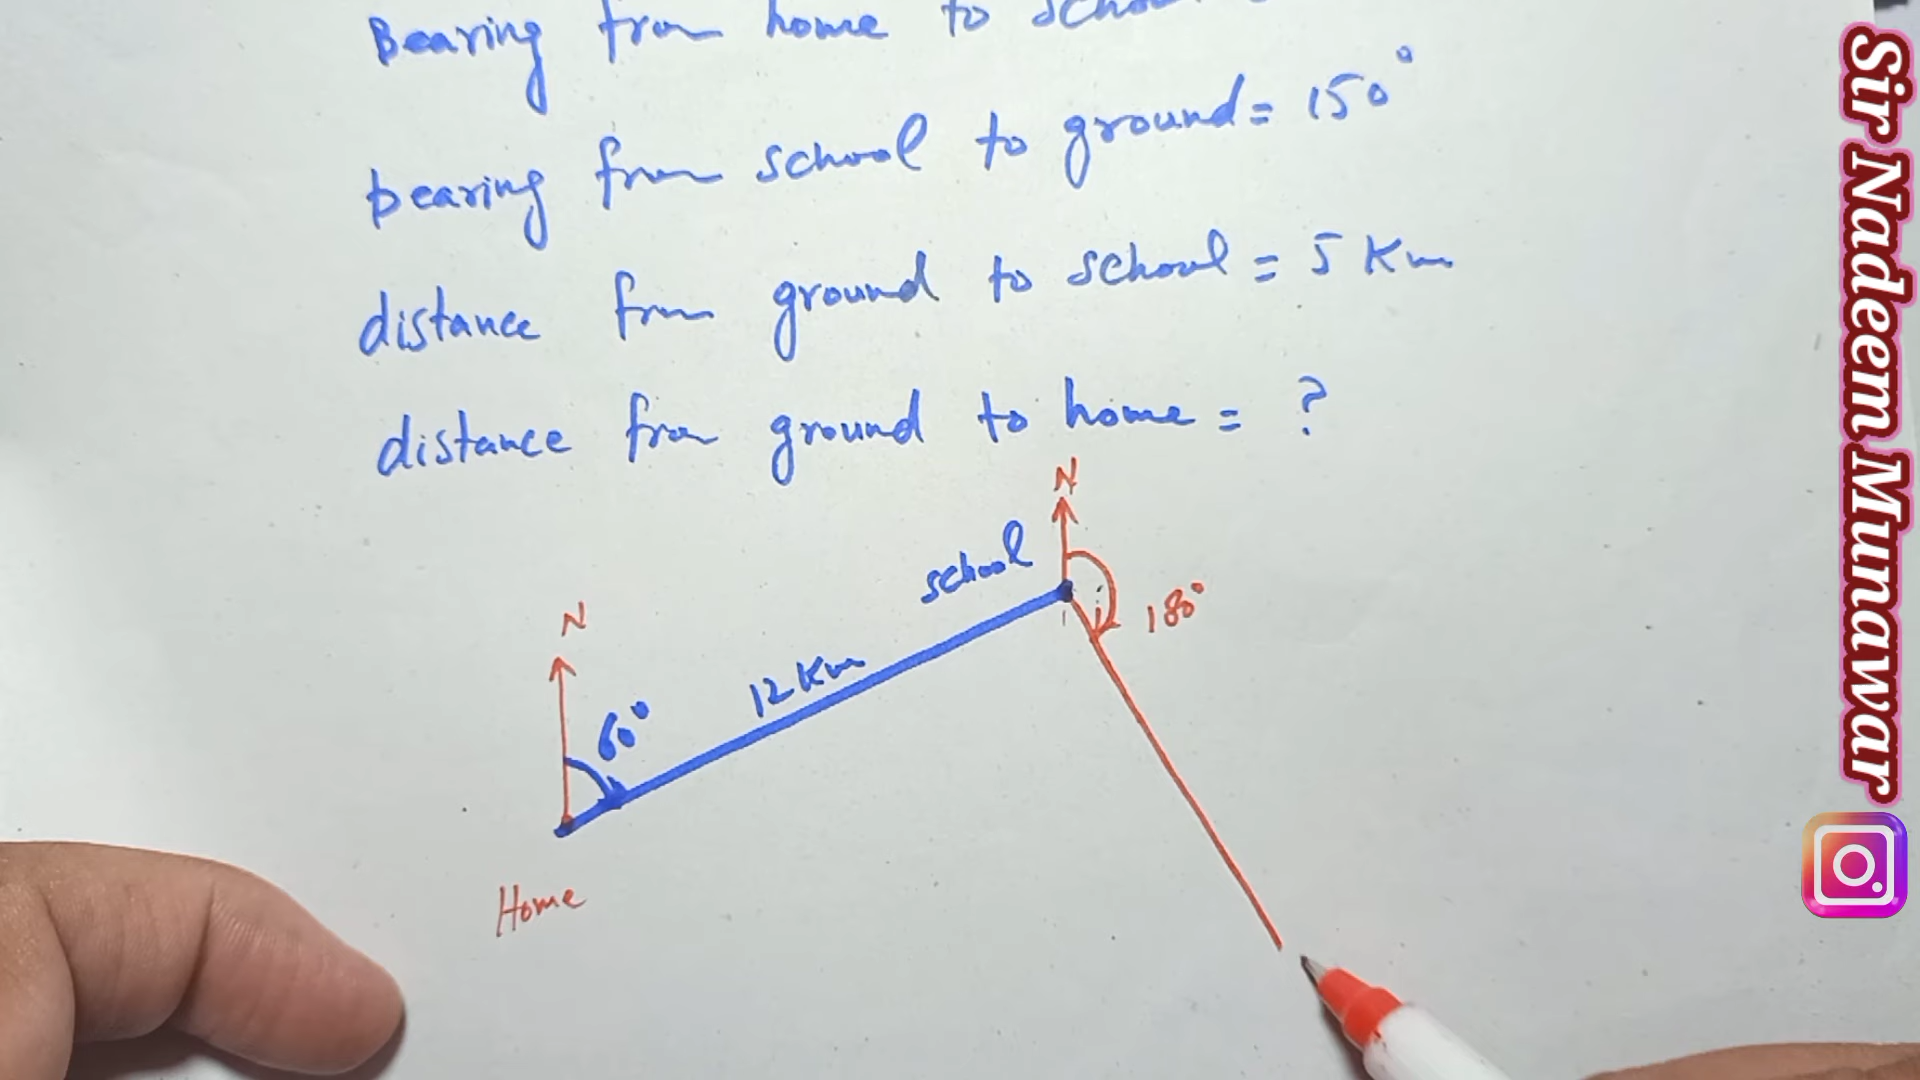 Bearing from home to school
bearing from school to ground = 150°
distance from ground to school = 5 Km
distance from ground to home = ?
N
school
180°
N
12 Km
60°
Home
Sir Nadeem Munawar